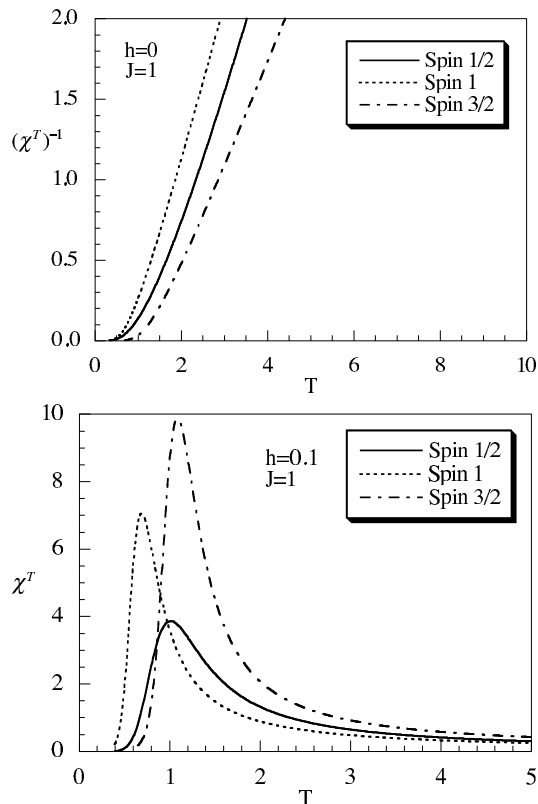 2.0
h=0
J=1
Spin 1/2
Spin 1
Spin 3/2
1.5
(χᵀ)⁻¹
1.0
0.5
0.0
0 2 4 6 8 10
T
10
h=0.1
J=1
Spin 1/2
Spin 1
Spin 3/2
8
6
χᵀ
4
2
0
0 1 2 3 4 5
T